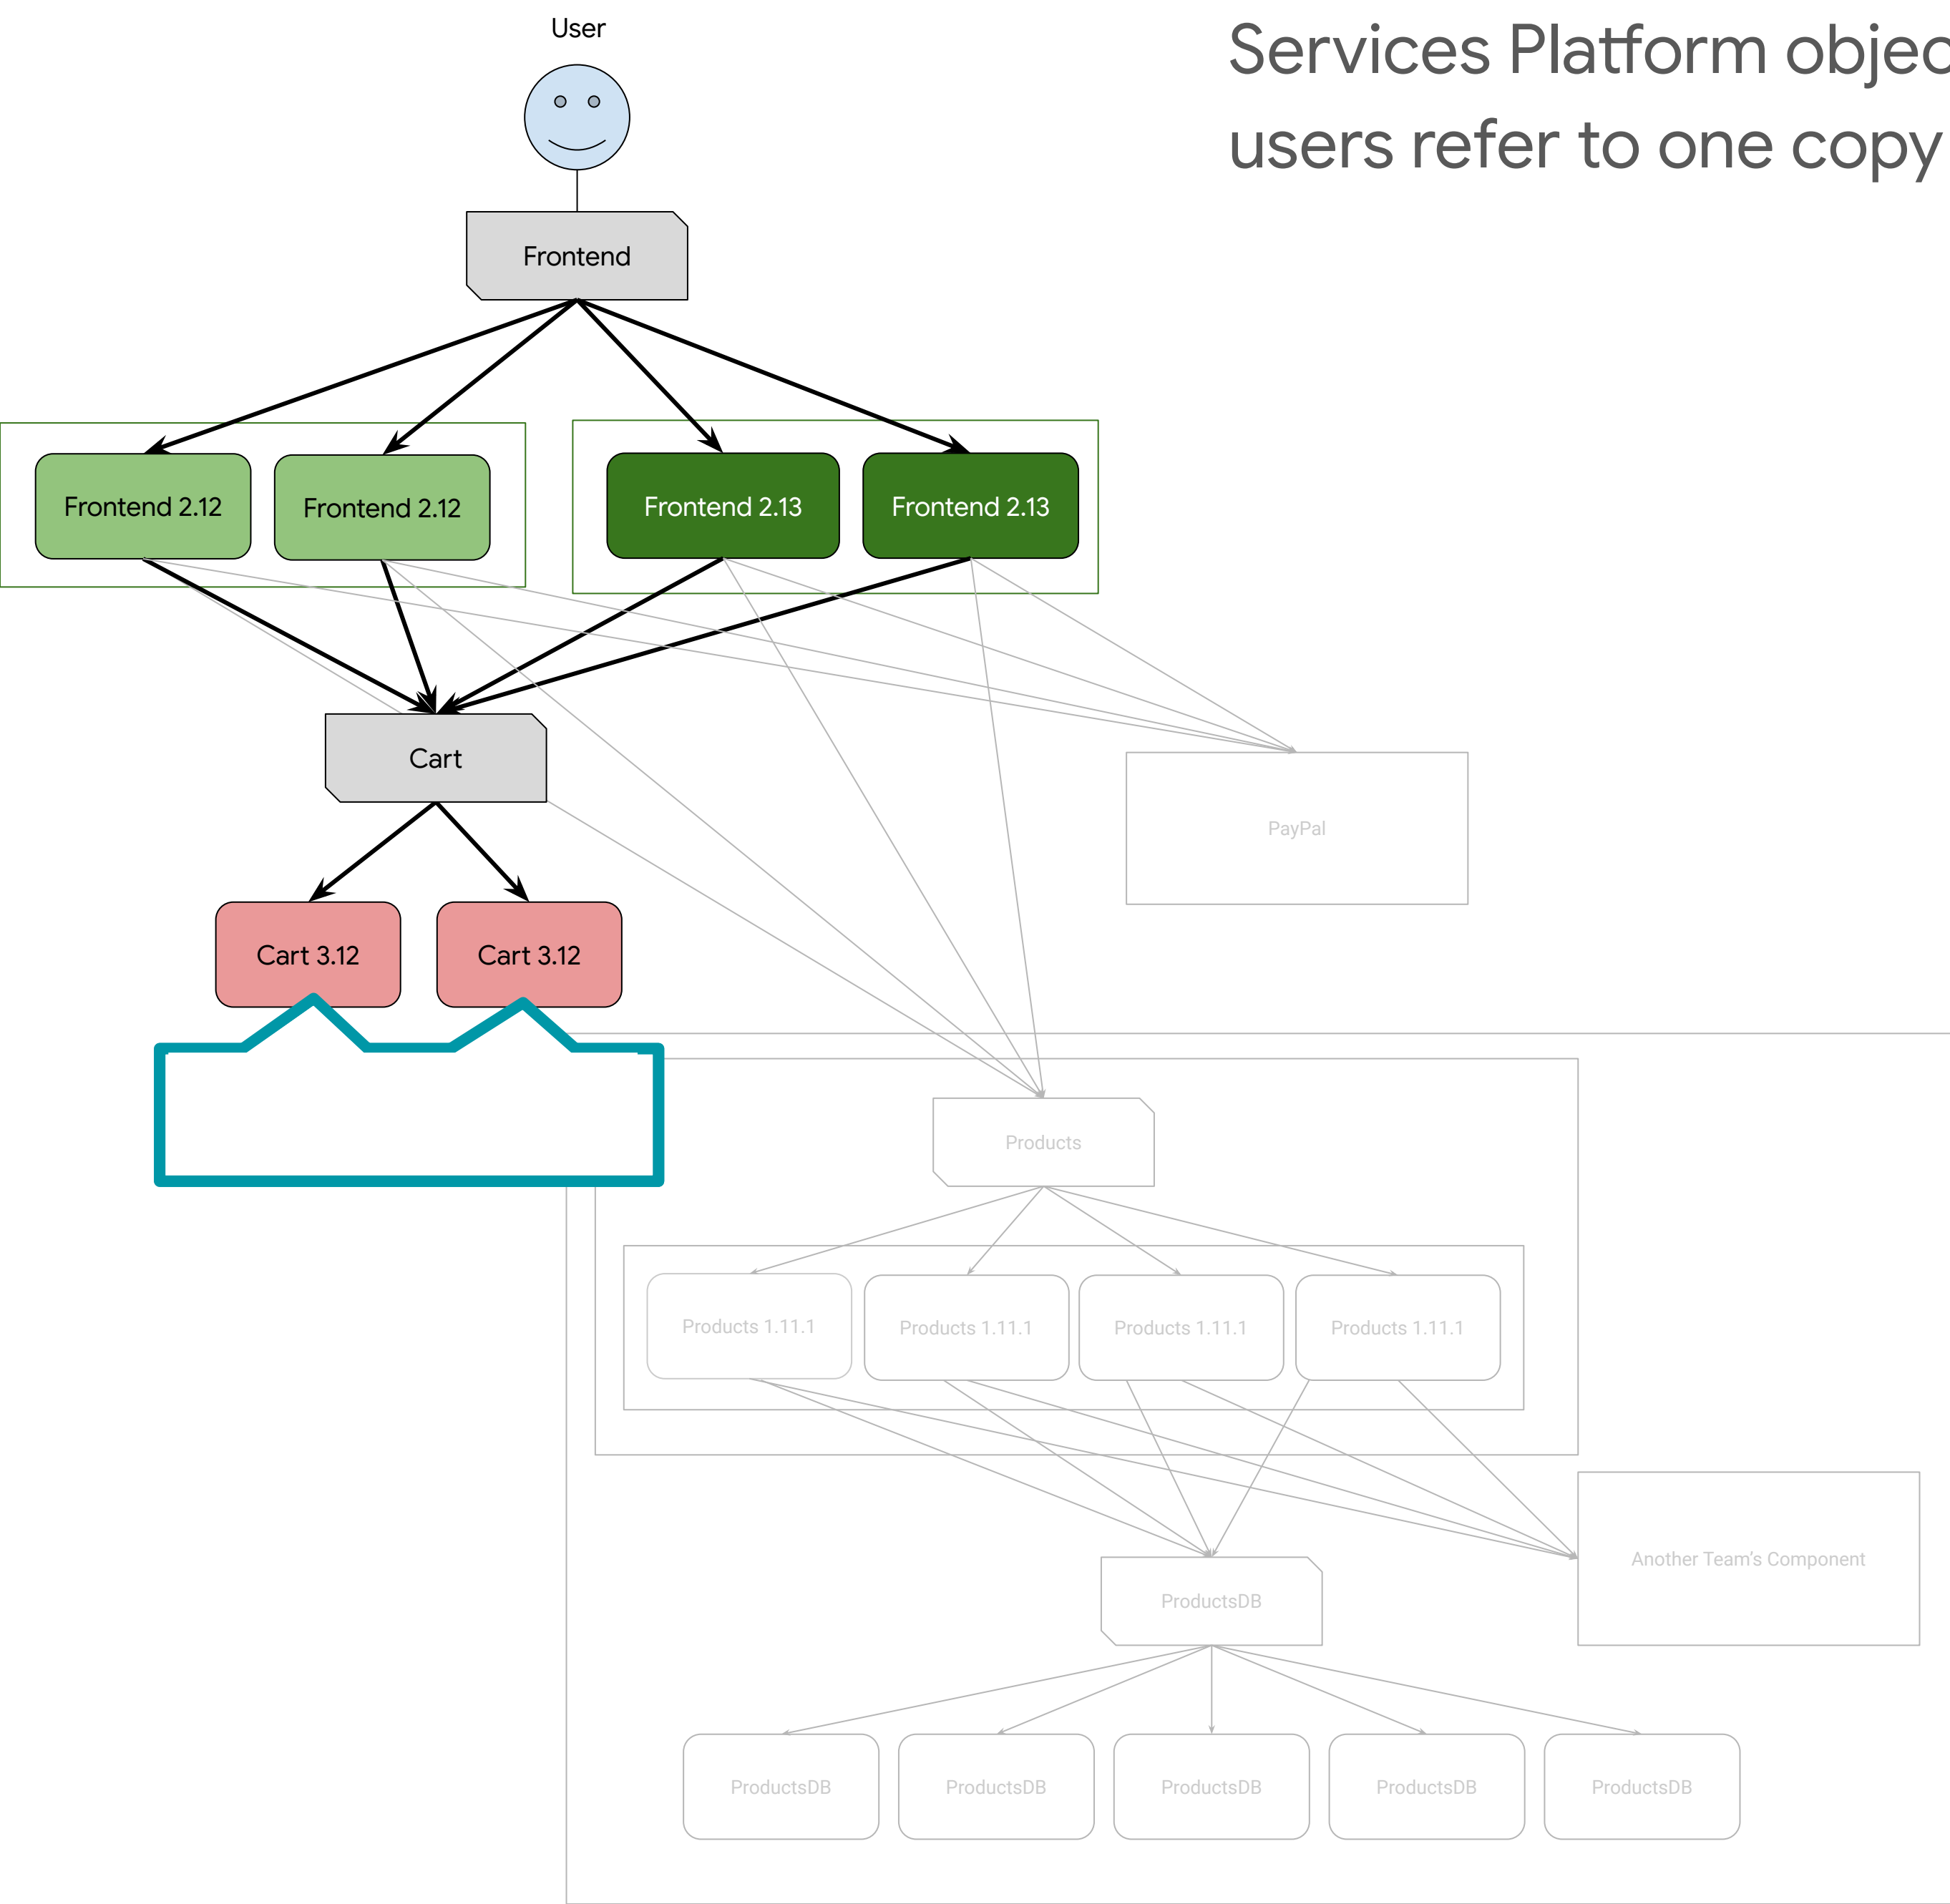 User
Services Platform
users refer to one copy
Frontend
Frontend 2.12
Frontend 2.12
Frontend 2.13
Frontend 2.13
Cart
PayPal
Cart 3.12
Cart 3.12
Products
Products 1.11.1
Products 1.11.1
Products 1.11.1
Products 1.11.1
Another Team’s Component
ProductsDB
ProductsDB
ProductsDB
ProductsDB
ProductsDB
ProductsDB